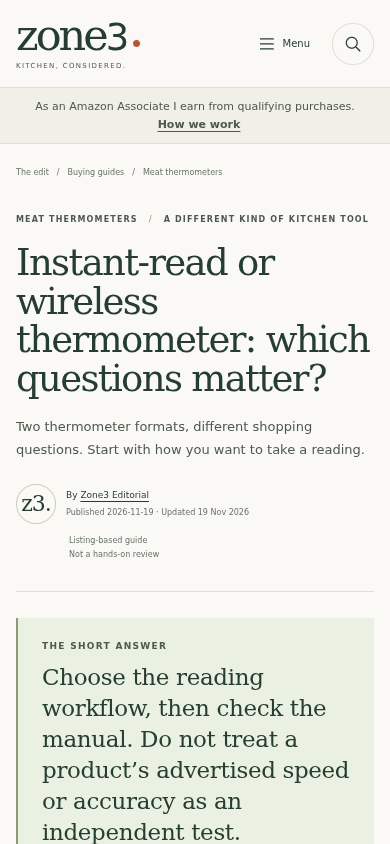 zone3
KITCHEN, CONSIDERED.
Menu
As an Amazon Associate I earn from qualifying purchases.
How we work
The edit / Buying guides / Meat thermometers
MEAT THERMOMETERS / A DIFFERENT KIND OF KITCHEN TOOL
Instant-read or
wireless
thermometer: which
questions matter?
Two thermometer formats, different shopping
questions. Start with how you want to take a reading.
z3.
By Zone3 Editorial
Published 2026-11-19 · Updated 19 Nov 2026
Listing-based guide
Not a hands-on review
THE SHORT ANSWER
Choose the reading
workflow, then check the
manual. Do not treat a
product’s advertised speed
or accuracy as an
independent test.